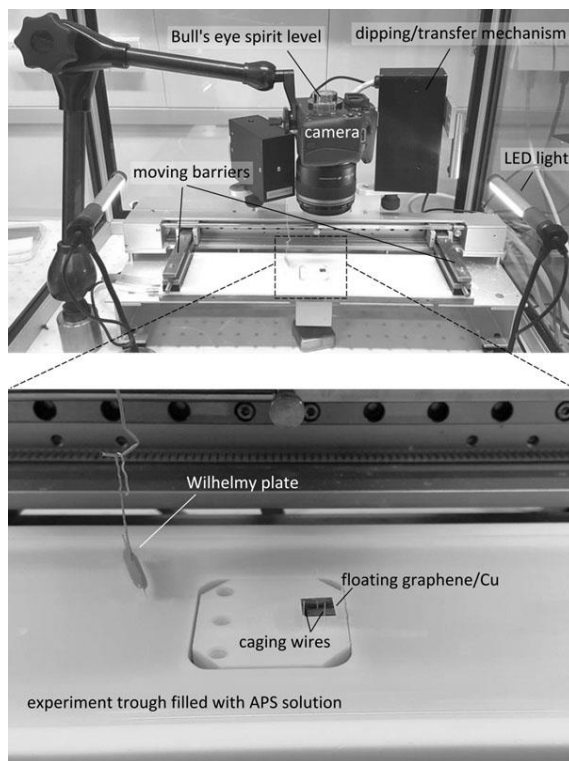 Bull's eye spirit level
dipping/transfer mechanism
camera
LED light
moving barriers
Wilhelmy plate
floating graphene/Cu
caging wires
experiment trough filled with APS solution